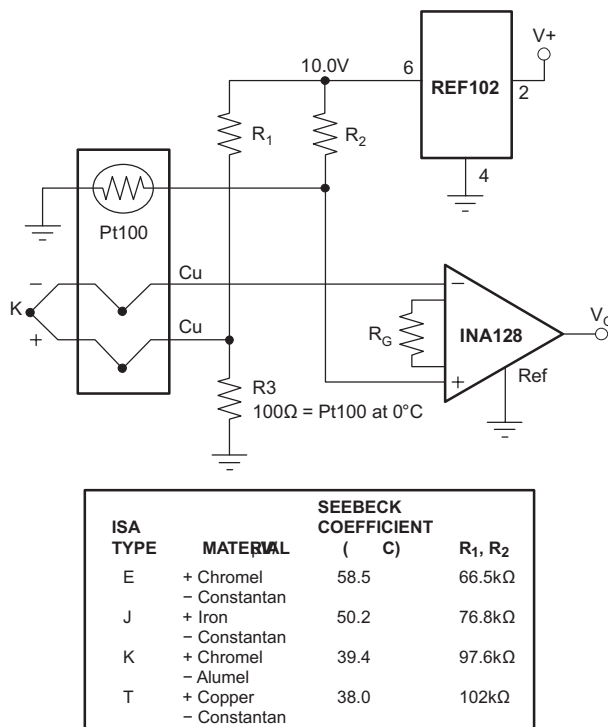 V+
10.0V
6
REF102
2
R1
R2
4
Pt100
−
Cu
K
Cu
+
−
RG
INA128
VO
+
Ref
R3
100Ω = Pt100 at 0°C
ISA TYPE
MATERIAL
SEEBECK COEFFICIENT ( C)
R1, R2
E + Chromel 58.5 66.5kΩ
− Constantan
J + Iron 50.2 76.8kΩ
− Constantan
K + Chromel 39.4 97.6kΩ
− Alumel
T + Copper 38.0 102kΩ
− Constantan